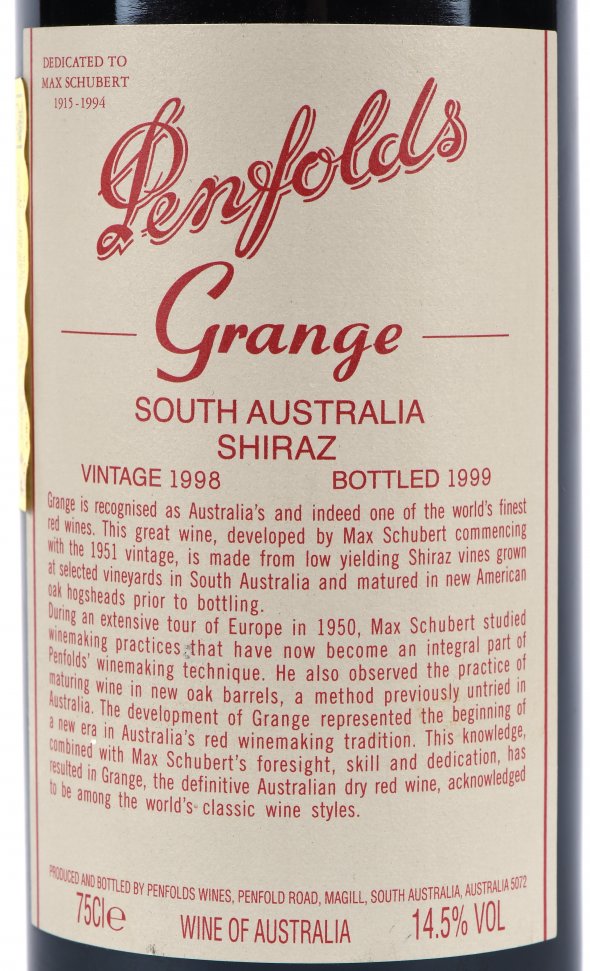 DEDICATED TO
MAX SCHUBERT
1915-1994
Penfolds
Grange
SOUTH AUSTRALIA
SHIRAZ
VINTAGE 1998 BOTTLED 1999
Grange is recognised as Australia's and indeed one of the world's finest
red wines. This great wine, developed by Max Schubert commencing
with the 1951 vintage, is made from low yielding Shiraz vines grown
at selected vineyards in South Australia and matured in new American
oak hogsheads prior to bottling.
During an extensive tour of Europe in 1950, Max Schubert studied
winemaking practices that have now become an integral part of
Penfolds' winemaking technique. He also observed the practice of
maturing wine in new oak barrels, a method previously untried in
Australia. The development of Grange represented the beginning of
a new era in Australia's red winemaking tradition. This knowledge,
combined with Max Schubert's foresight, skill and dedication, has
resulted in Grange, the definitive Australian dry red wine, acknowledged
to be among the world's classic wine styles.
PRODUCED AND BOTTLED BY PENFOLDS WINES, PENFOLD ROAD, MAGILL, SOUTH AUSTRALIA, AUSTRALIA 5072
75Cl℮ WINE OF AUSTRALIA 14.5% VOL